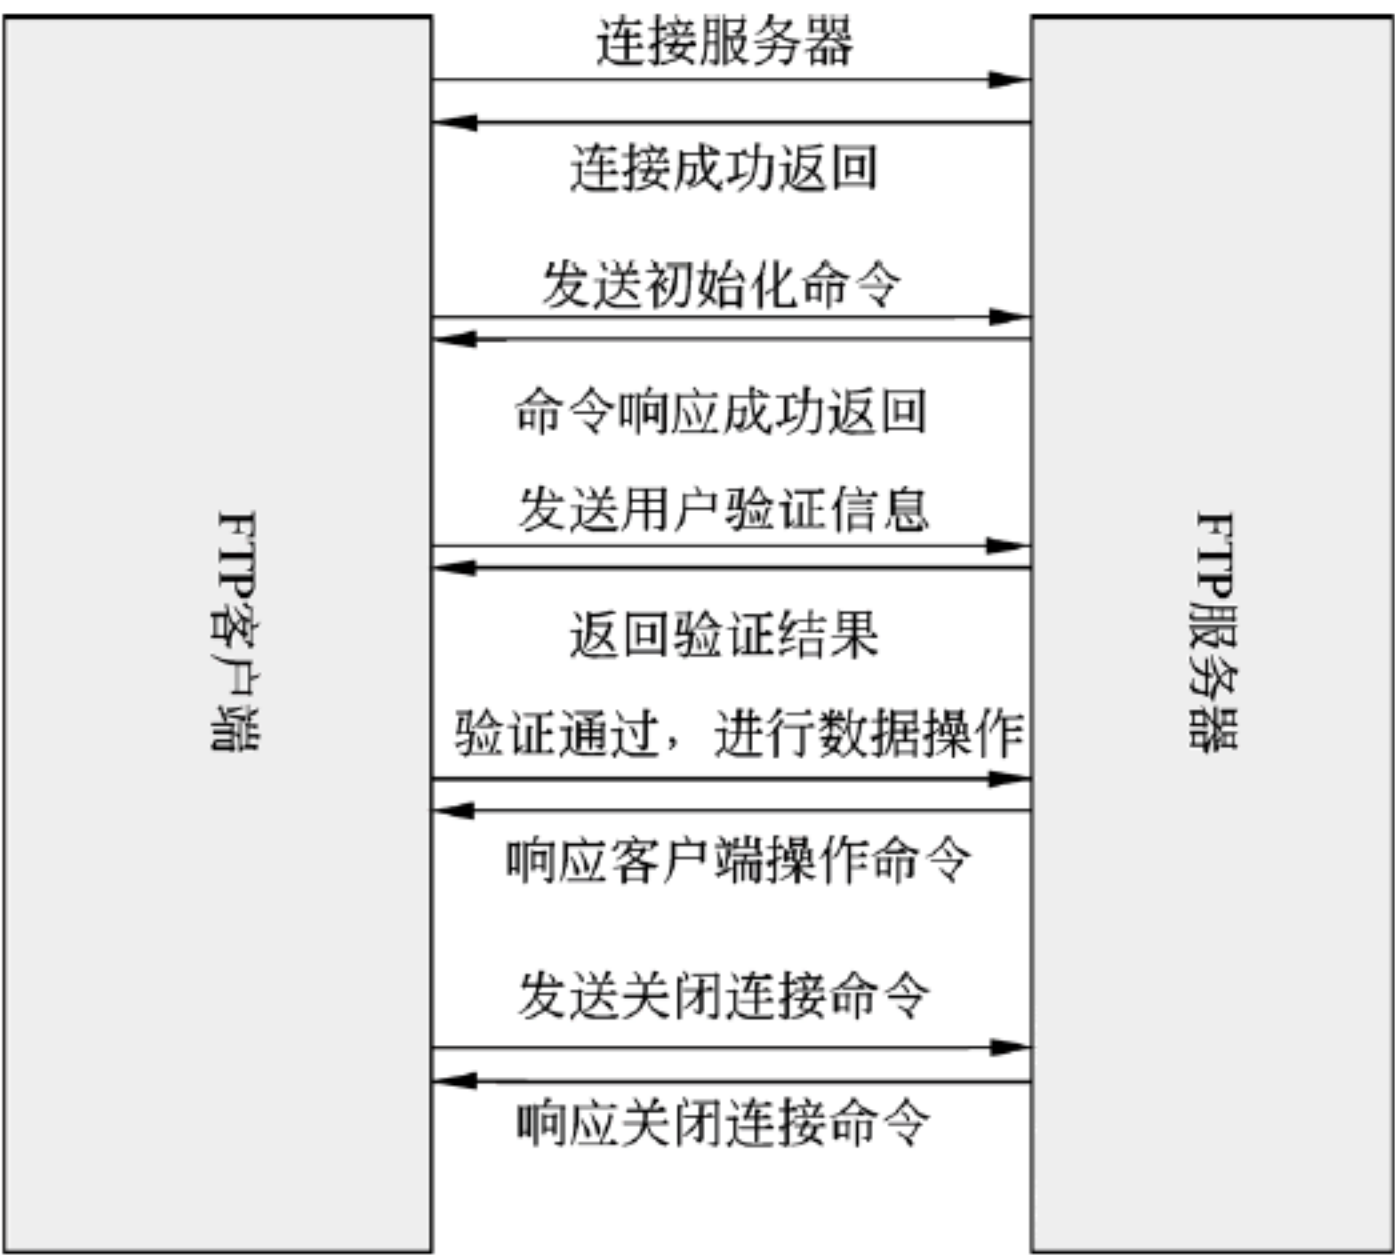 连接服务器
连接成功返回
发送初始化命令
命令响应成功返回
发送用户验证信息
返回验证结果
验证通过，进行数据操作
响应客户端操作命令
发送关闭连接命令
响应关闭连接命令
FTP客户端
FTP服务器